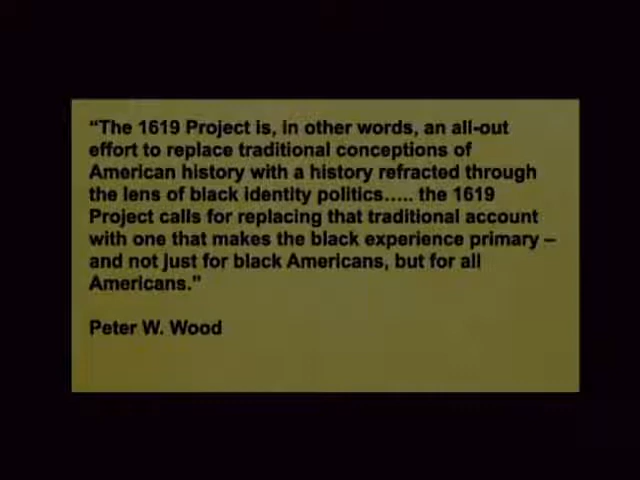 “The 1619 Project is, in other words, an all-out
effort to replace traditional conceptions of
American history with a history refracted through
the lens of black identity politics….. the 1619
Project calls for replacing that traditional account
with one that makes the black experience primary –
and not just for black Americans, but for all
Americans.”
Peter W. Wood